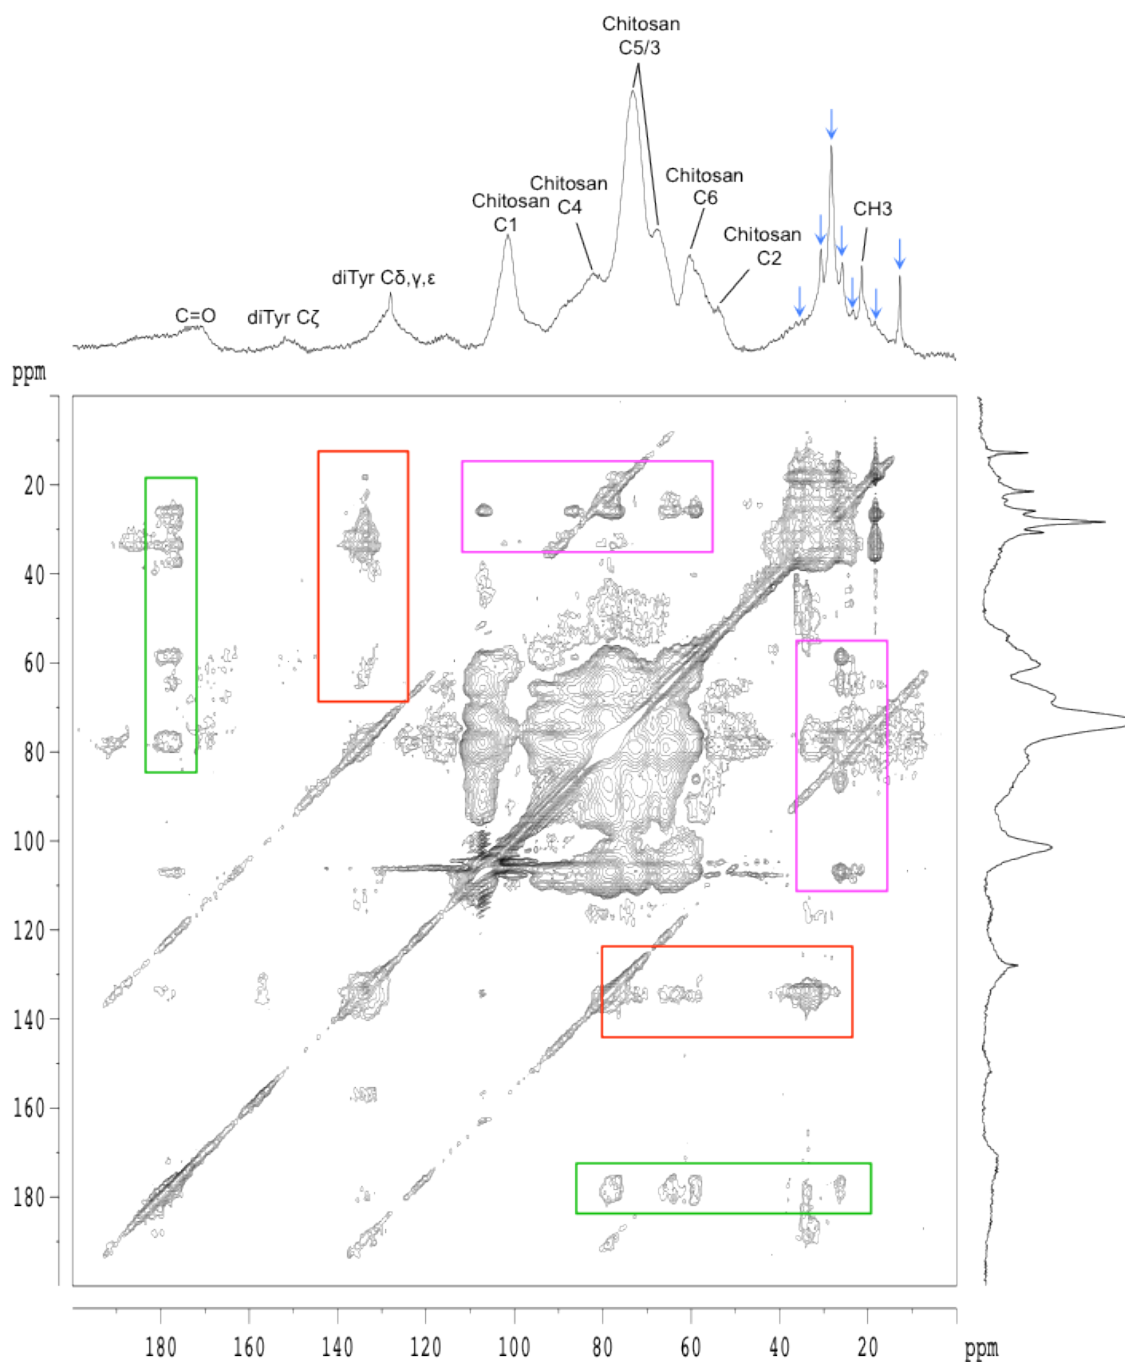 Chitosan
C5/3
Chitosan
C1
Chitosan
C4
Chitosan
C6
Chitosan
C2
CH3
diTyr Cδ,γ,ε
C=O
diTyr Cζ
ppm
20
40
60
80
100
120
140
160
180
180
160
140
120
100
80
60
40
20
ppm